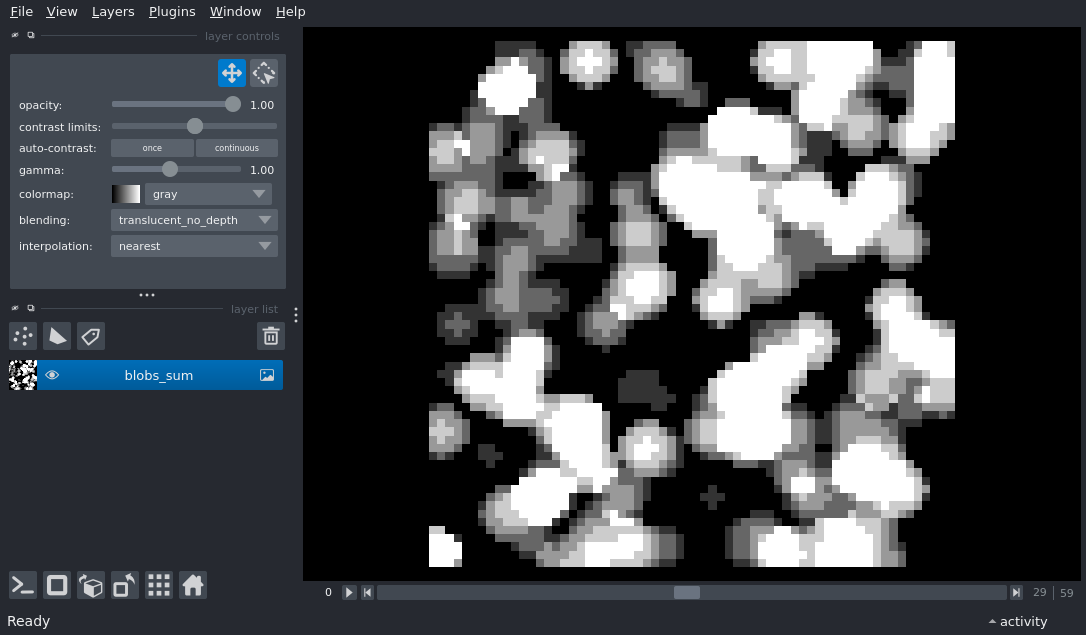 File View Layers Plugins Window Help
layer controls
opacity: 1.00
contrast limits:
auto-contrast: once continuous
gamma: 1.00
colormap: gray
blending: translucent_no_depth
interpolation: nearest
layer list
blobs_sum
0 29 59
Ready activity